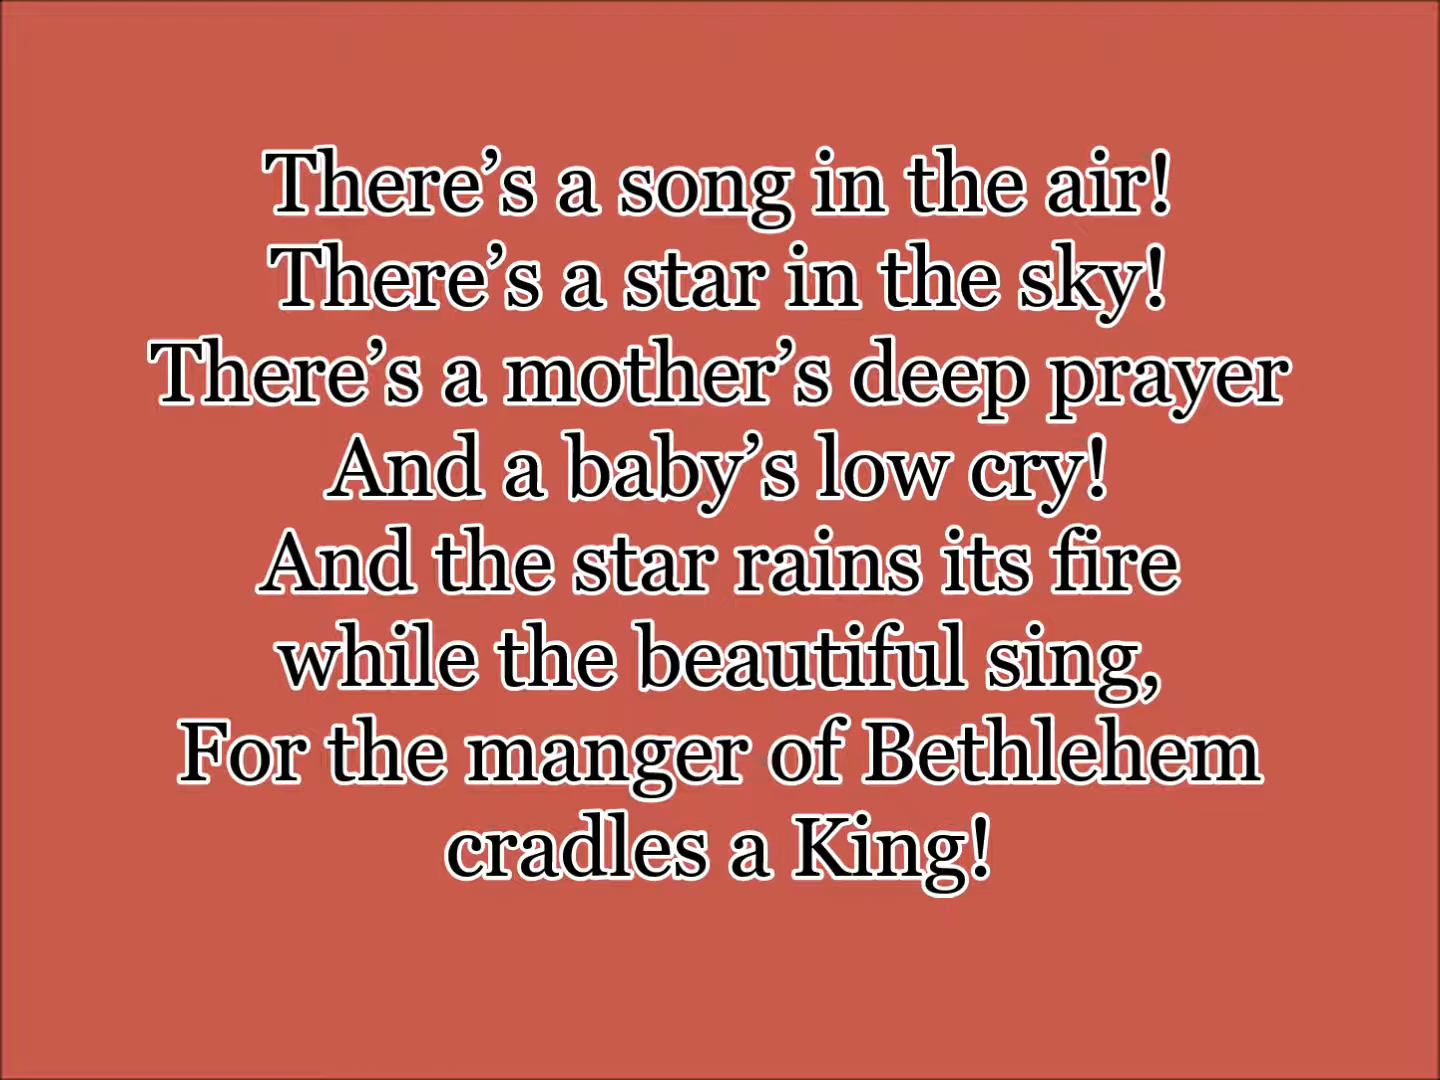 There’s a song in the air!
There’s a star in the sky!
There’s a mother’s deep prayer
And a baby’s low cry!
And the star rains its fire
while the beautiful sing,
For the manger of Bethlehem
cradles a King!